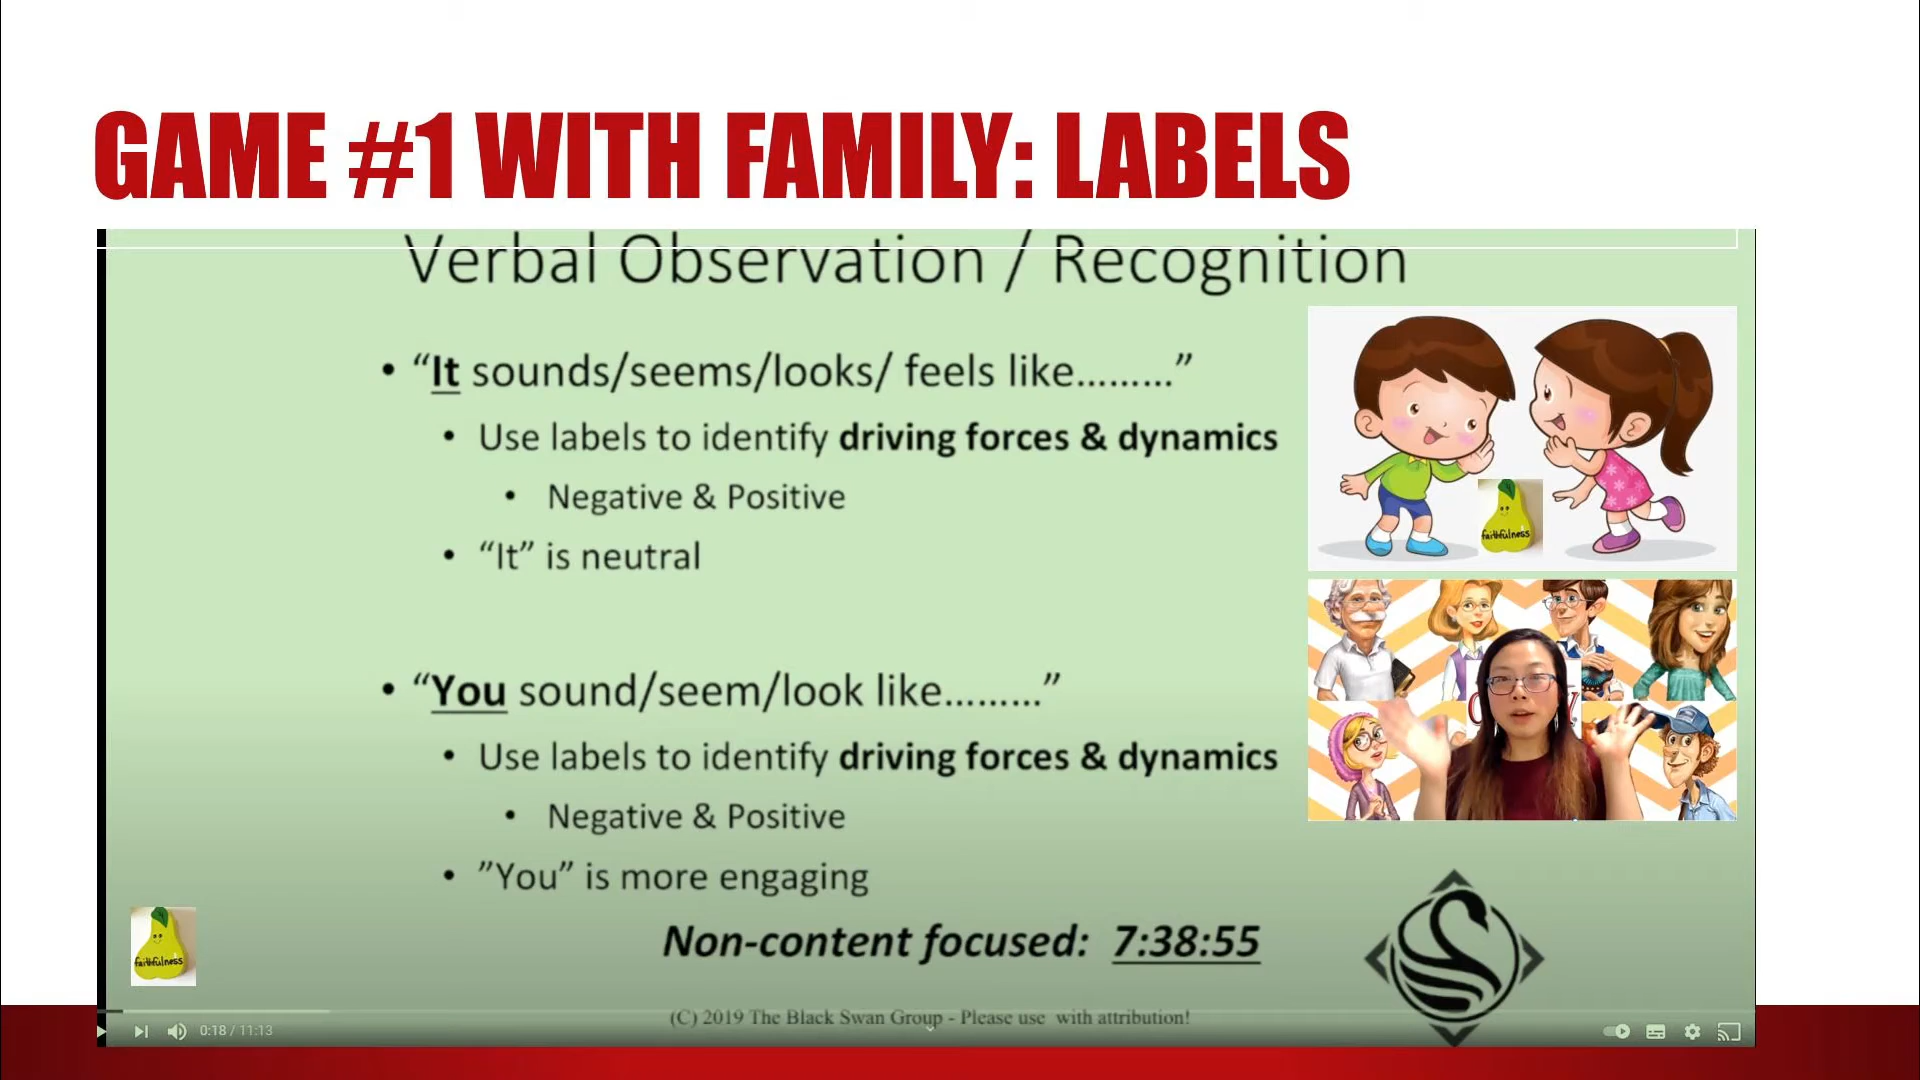 GAME #1 WITH FAMILY: LABELS
Verbal Observation / Recognition
• “It sounds/seems/looks/ feels like………”
• Use labels to identify driving forces & dynamics
• Negative & Positive
• “It” is neutral
• “You sound/seem/look like………”
• Use labels to identify driving forces & dynamics
• Negative & Positive
• ”You” is more engaging
Non-content focused: 7:38:55
faithfulness
faithfulness
(C) 2019 The Black Swan Group - Please use with attribution!
0:18 / 11:13